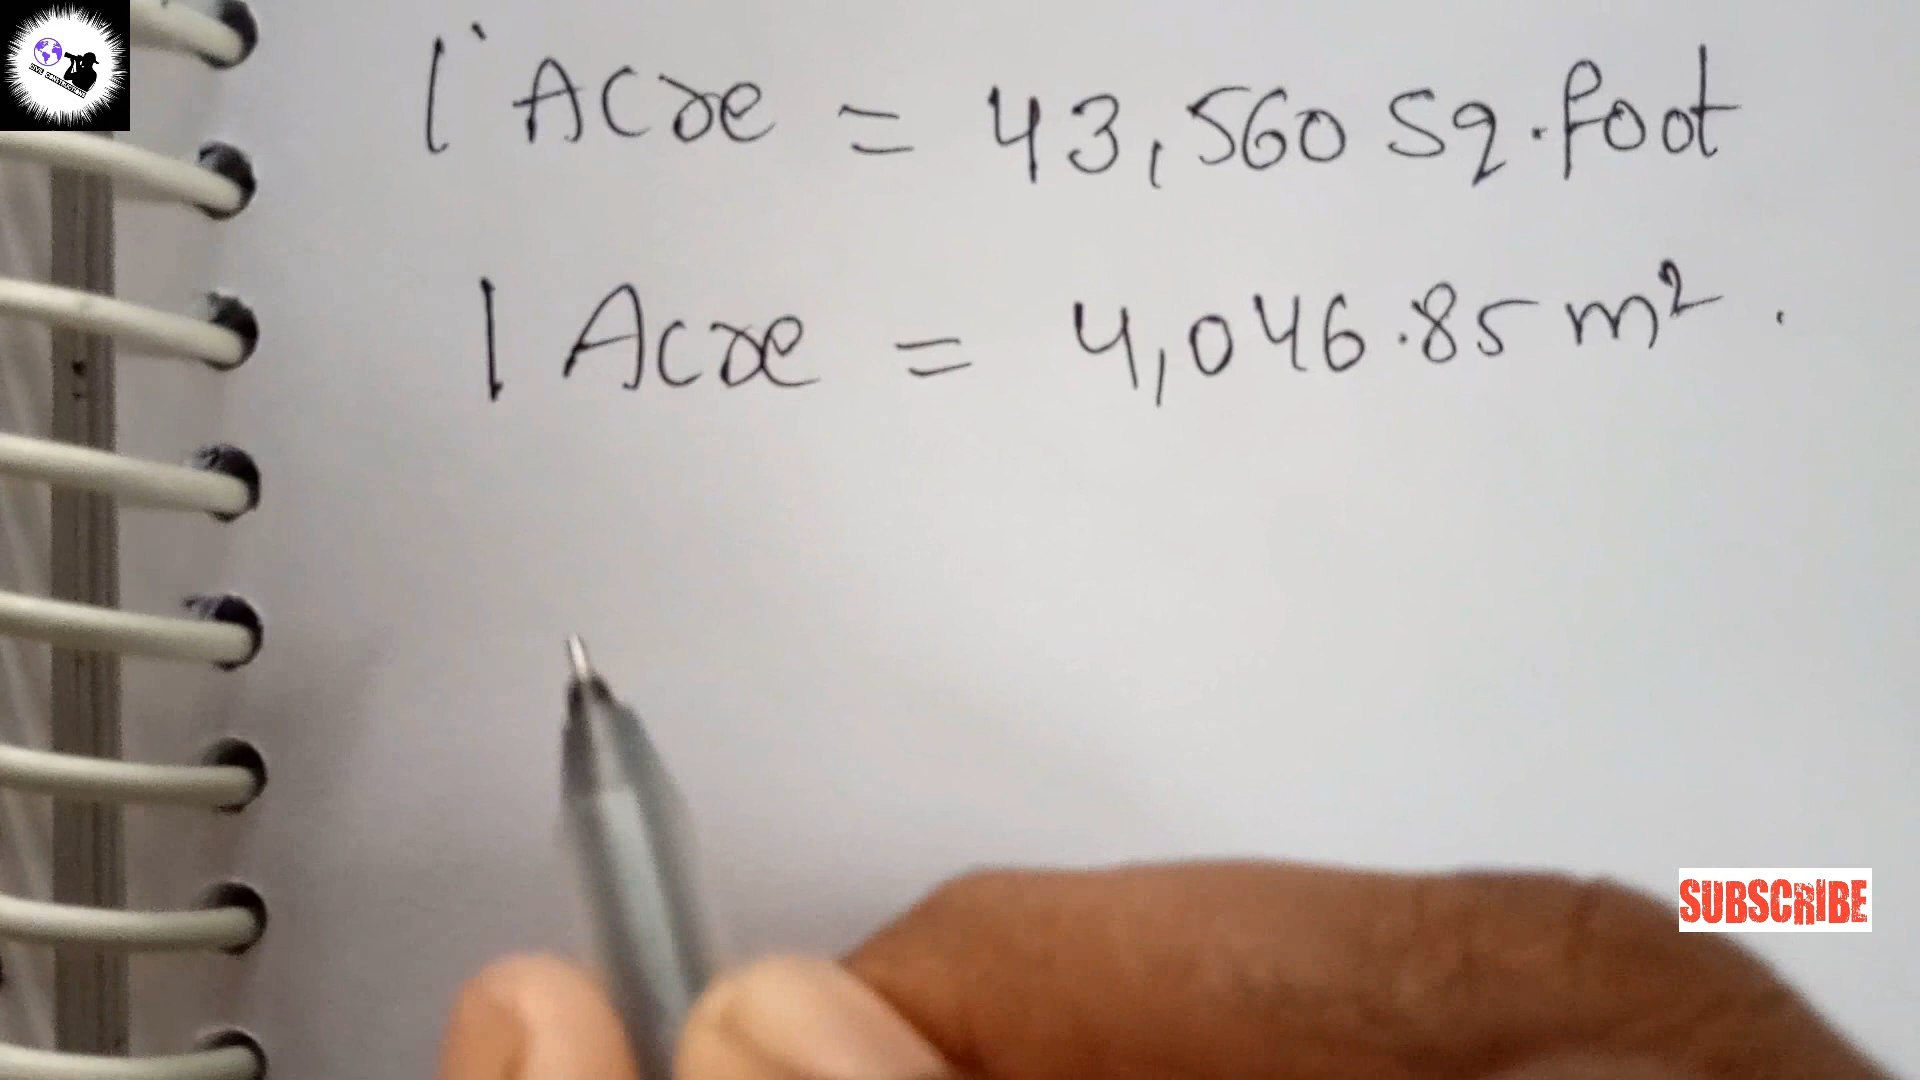 1 Acre = 43,560 Sq.foot
1 Acre = 4,046.85 m² .
SUBSCRIBE